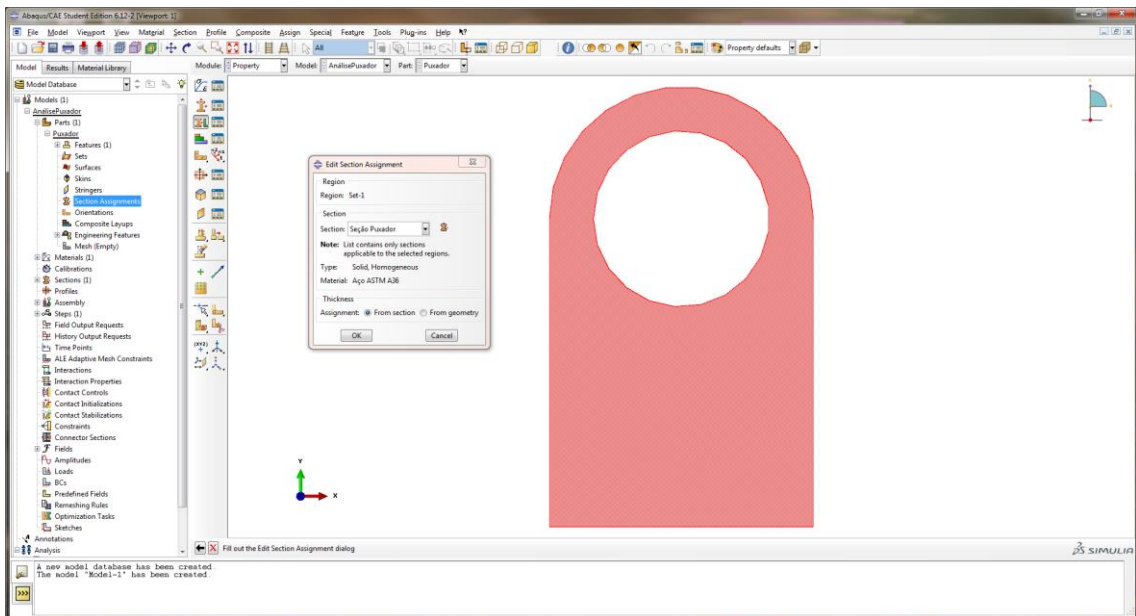 Abaqus/CAE Student Edition 6.12-2 [Viewport: 1]
File Model Viewport View Material Section Profile Composite Assign Special Feature Tools Plug-ins Help
All
Property defaults
Model Results Material Library
Module: Property Model: AnálisePuxador Part: Puxador
Model Database
Models (1)
AnálisePuxador
Parts (1)
Puxador
Features (1)
Sets
Surfaces
Skins
Stringers
Section Assignments
Orientations
Composite Layups
Engineering Features
Mesh (Empty)
Materials (1)
Calibrations
Sections (1)
Profiles
Assembly
Steps (1)
Field Output Requests
History Output Requests
Time Points
ALE Adaptive Mesh Constraints
Interactions
Interaction Properties
Contact Controls
Contact Initializations
Contact Stabilizations
Constraints
Connector Sections
Fields
Amplitudes
Loads
BCs
Predefined Fields
Remeshing Rules
Optimization Tasks
Sketches
Annotations
Analysis
Edit Section Assignment
Region
Region: Set-1
Section
Section: Seção Puxador
Note: List contains only sections
applicable to the selected regions.
Type: Solid, Homogeneous
Material: Aço ASTM A36
Thickness
Assignment: From section From geometry
OK Cancel
Y
X
Fill out the Edit Section Assignment dialog
SIMULIA
A new model database has been created.
The model "Model-1" has been created.
>>>